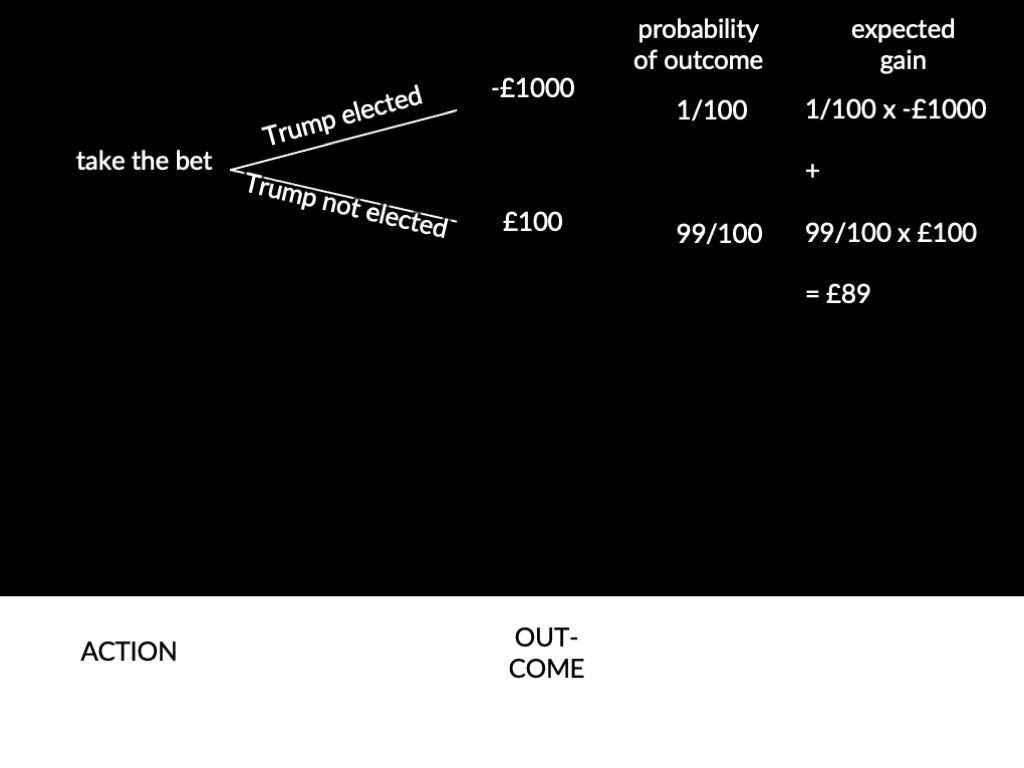 probability
of outcome
expected
gain
-£1000
Trump elected
1/100
1/100 x -£1000
take the bet
+
Trump not elected
£100
99/100
99/100 x £100
= £89
ACTION
OUT-
COME